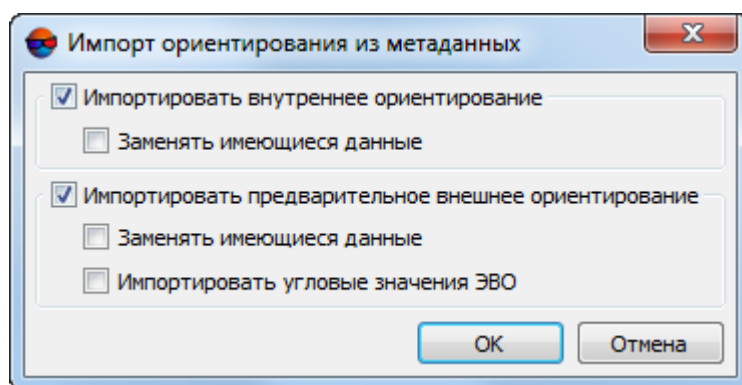 Импорт ориентирования из метаданных
Импортировать внутреннее ориентирование
Заменять имеющиеся данные
Импортировать предварительное внешнее ориентирование
Заменять имеющиеся данные
Импортировать угловые значения ЭВО
OK
Отмена